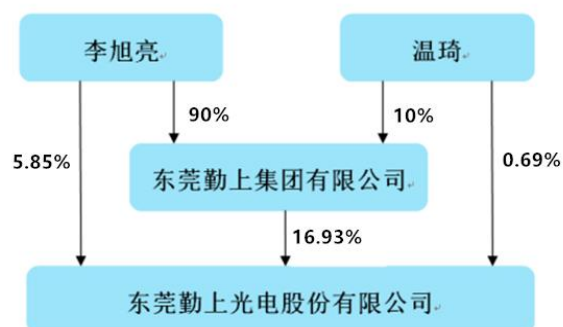 李旭亮
温琦
90%
10%
5.85%
0.69%
东莞勤上集团有限公司
16.93%
东莞勤上光电股份有限公司